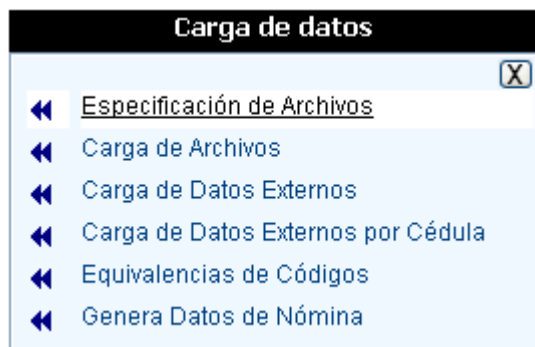 Carga de datos
X
Especificación de Archivos
Carga de Archivos
Carga de Datos Externos
Carga de Datos Externos por Cédula
Equivalencias de Códigos
Genera Datos de Nómina